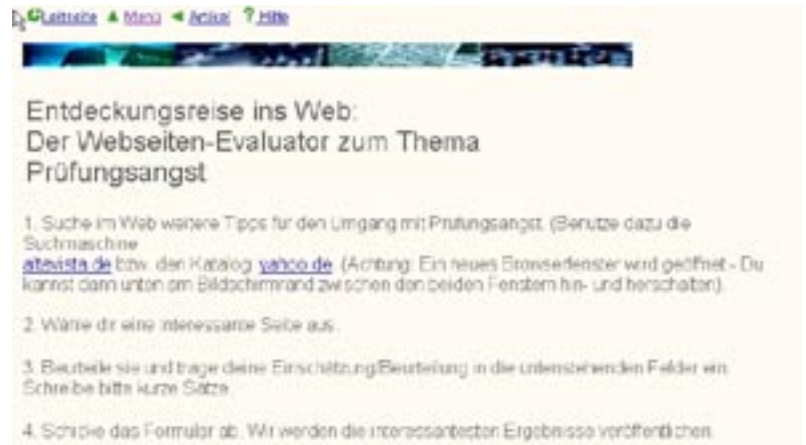 Leitseite Menü Artikel ? Hilfe
Entdeckungsreise ins Web:
Der Webseiten-Evaluator zum Thema
Prüfungsangst
1. Suche im Web weitere Tipps für den Umgang mit Prüfungsangst. (Benutze dazu die
Suchmaschine
altavista.de bzw. den Katalog yahoo.de. (Achtung: Ein neues Browserfenster wird geöffnet - Du
kannst dann unten am Bildschirmrand zwischen den beiden Fenstern hin- und herschalten).
2. Wähle dir eine interessante Seite aus.
3. Beurteile sie und trage deine Einschätzung/Beurteilung in die untenstehenden Felder ein.
Schreibe bitte kurze Sätze.
4. Schicke das Formular ab. Wir werden die interessantesten Ergebnisse veröffentlichen.